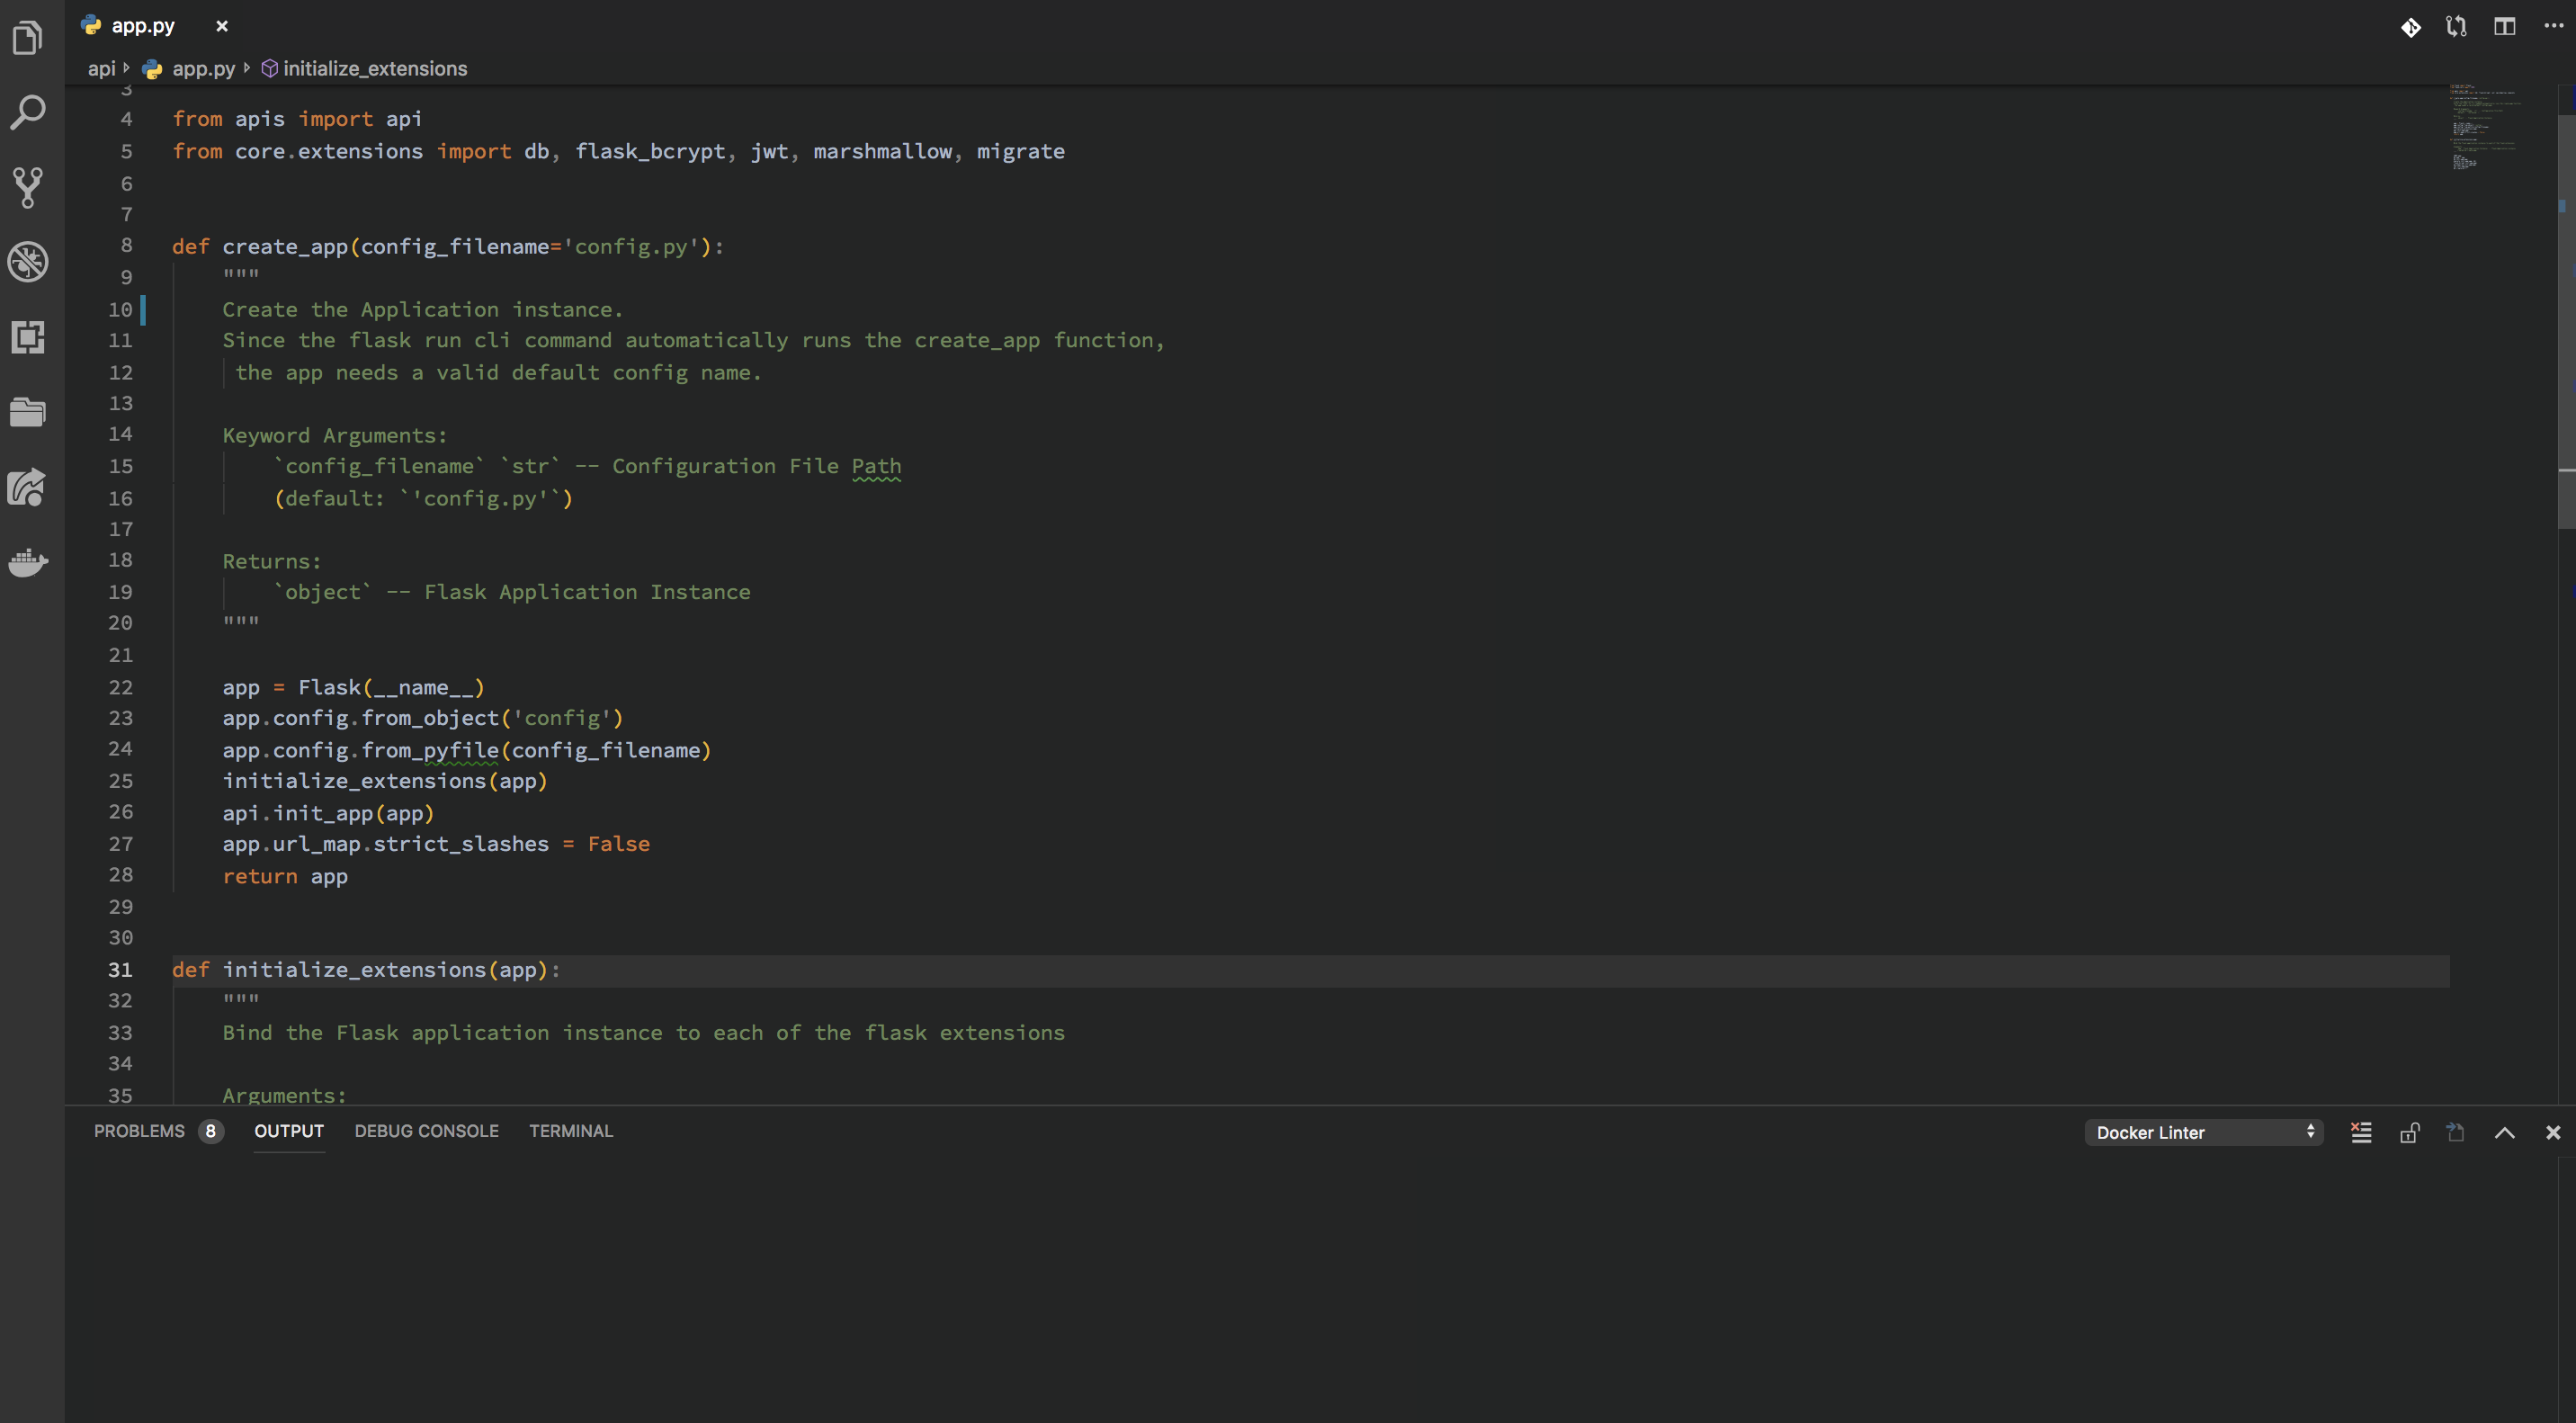 app.py
api app.py initialize_extensions
3
4 from apis import api
5 from core.extensions import db, flask_bcrypt, jwt, marshmallow, migrate
6
7
8 def create_app(config_filename='config.py'):
9 """
10 Create the Application instance.
11 Since the flask run cli command automatically runs the create_app function,
12 the app needs a valid default config name.
13
14 Keyword Arguments:
15 `config_filename` `str` -- Configuration File Path
16 (default: `'config.py'`)
17
18 Returns:
19 `object` -- Flask Application Instance
20 """
21
22 app = Flask(__name__)
23 app.config.from_object('config')
24 app.config.from_pyfile(config_filename)
25 initialize_extensions(app)
26 api.init_app(app)
27 app.url_map.strict_slashes = False
28 return app
29
30
31 def initialize_extensions(app):
32 """
33 Bind the Flask application instance to each of the flask extensions
34
35 Arguments:
PROBLEMS 8 OUTPUT DEBUG CONSOLE TERMINAL Docker Linter